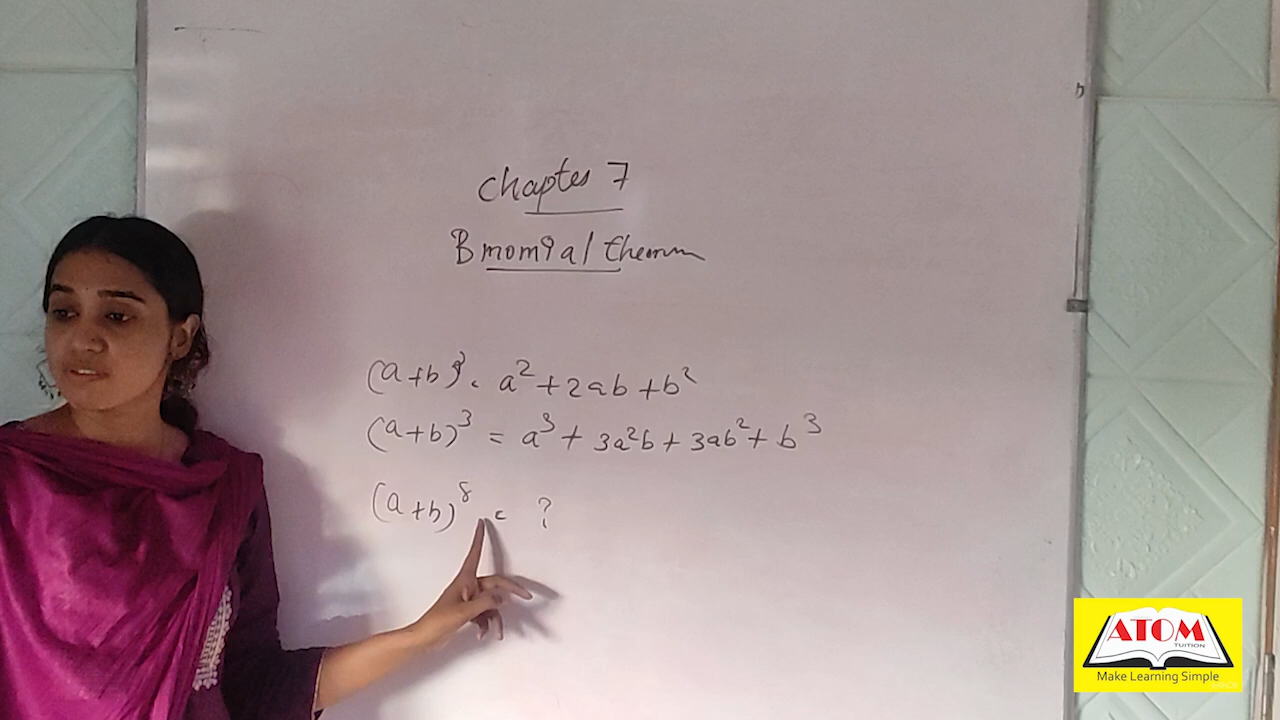 Chapter 7
Binomial theorem
(a+b)² = a² + 2ab + b²
(a+b)³ = a³ + 3a²b + 3ab² + b³
(a+b)⁸ = ?
b
ATOM
TUITION
Make Learning Simple